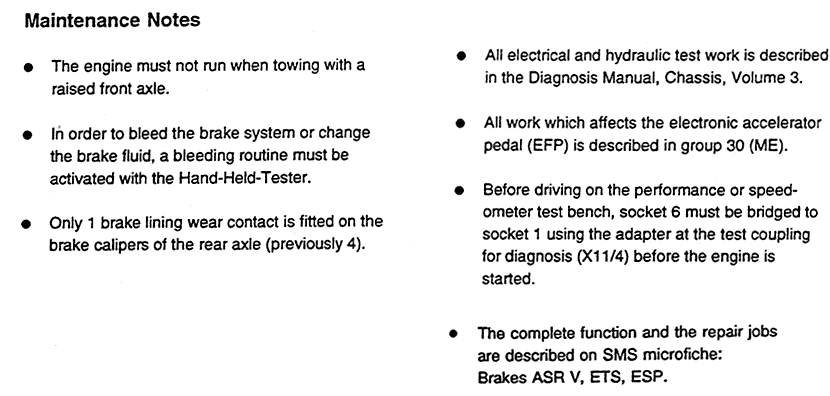 Maintenance Notes
● The engine must not run when towing with a
raised front axle.
● In order to bleed the brake system or change
the brake fluid, a bleeding routine must be
activated with the Hand-Held-Tester.
● Only 1 brake lining wear contact is fitted on the
brake calipers of the rear axle (previously 4).
● All electrical and hydraulic test work is described
in the Diagnosis Manual, Chassis, Volume 3.
● All work which affects the electronic accelerator
pedal (EFP) is described in group 30 (ME).
● Before driving on the performance or speed-
ometer test bench, socket 6 must be bridged to
socket 1 using the adapter at the test coupling
for diagnosis (X11/4) before the engine is
started.
● The complete function and the repair jobs
are described on SMS microfiche:
Brakes ASR V, ETS, ESP.